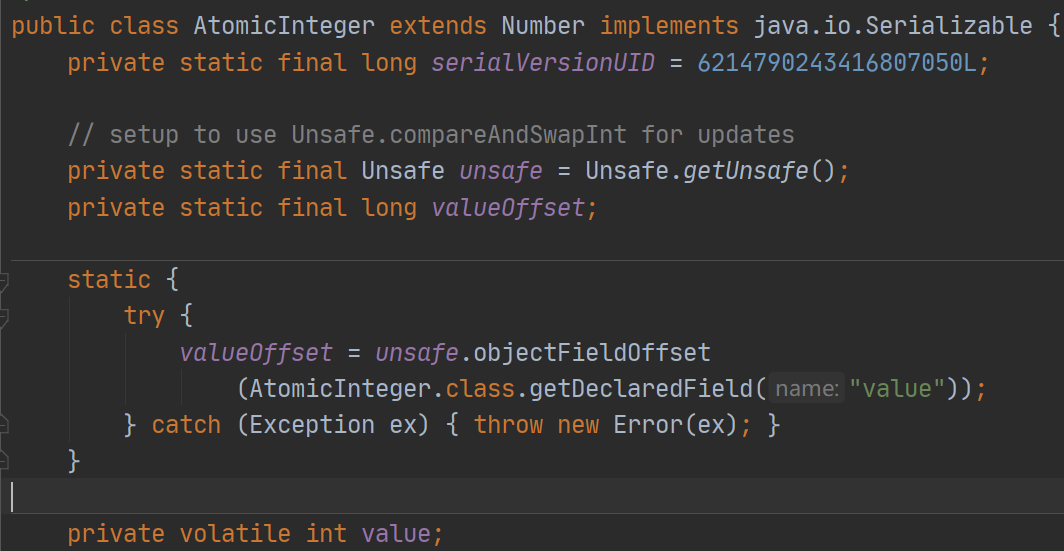 public class AtomicInteger extends Number implements java.io.Serializable {
private static final long serialVersionUID = 6214790243416807050L;
// setup to use Unsafe.compareAndSwapInt for updates
private static final Unsafe unsafe = Unsafe.getUnsafe();
private static final long valueOffset;
static {
try {
valueOffset = unsafe.objectFieldOffset
(AtomicInteger.class.getDeclaredField( name: "value"));
} catch (Exception ex) { throw new Error(ex); }
}
private volatile int value;